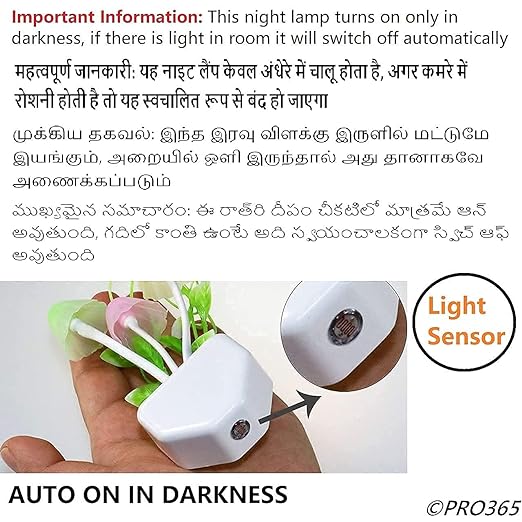 Important Information: This night lamp turns on only in
darkness, if there is light in room it will switch off automatically
महत्वपूर्ण जानकारी: यह नाइट लैंप केवल अंधेरे में चालू होता है, अगर कमरे में
रोशनी होती है तो यह स्वचालित रूप से बंद हो जाएगा
முக்கிய தகவல்: இந்த இரவு விளக்கு இருளில் மட்டுமே
இயங்கும், அறையில் ஒளி இருந்தால் அது தானாகவே
அணைக்கப்படும்
ముఖ్యమైన సమాచారం: ఈ రాత్రి దీపం చీకటిలో మాత్రమే ఆన్
అవుతుంది, గదిలో కాంతి ఉంటే అది స్వయంచాలకంగా స్విచ్ ఆఫ్
అవుతుంది
Light
Sensor
AUTO ON IN DARKNESS
©PRO365